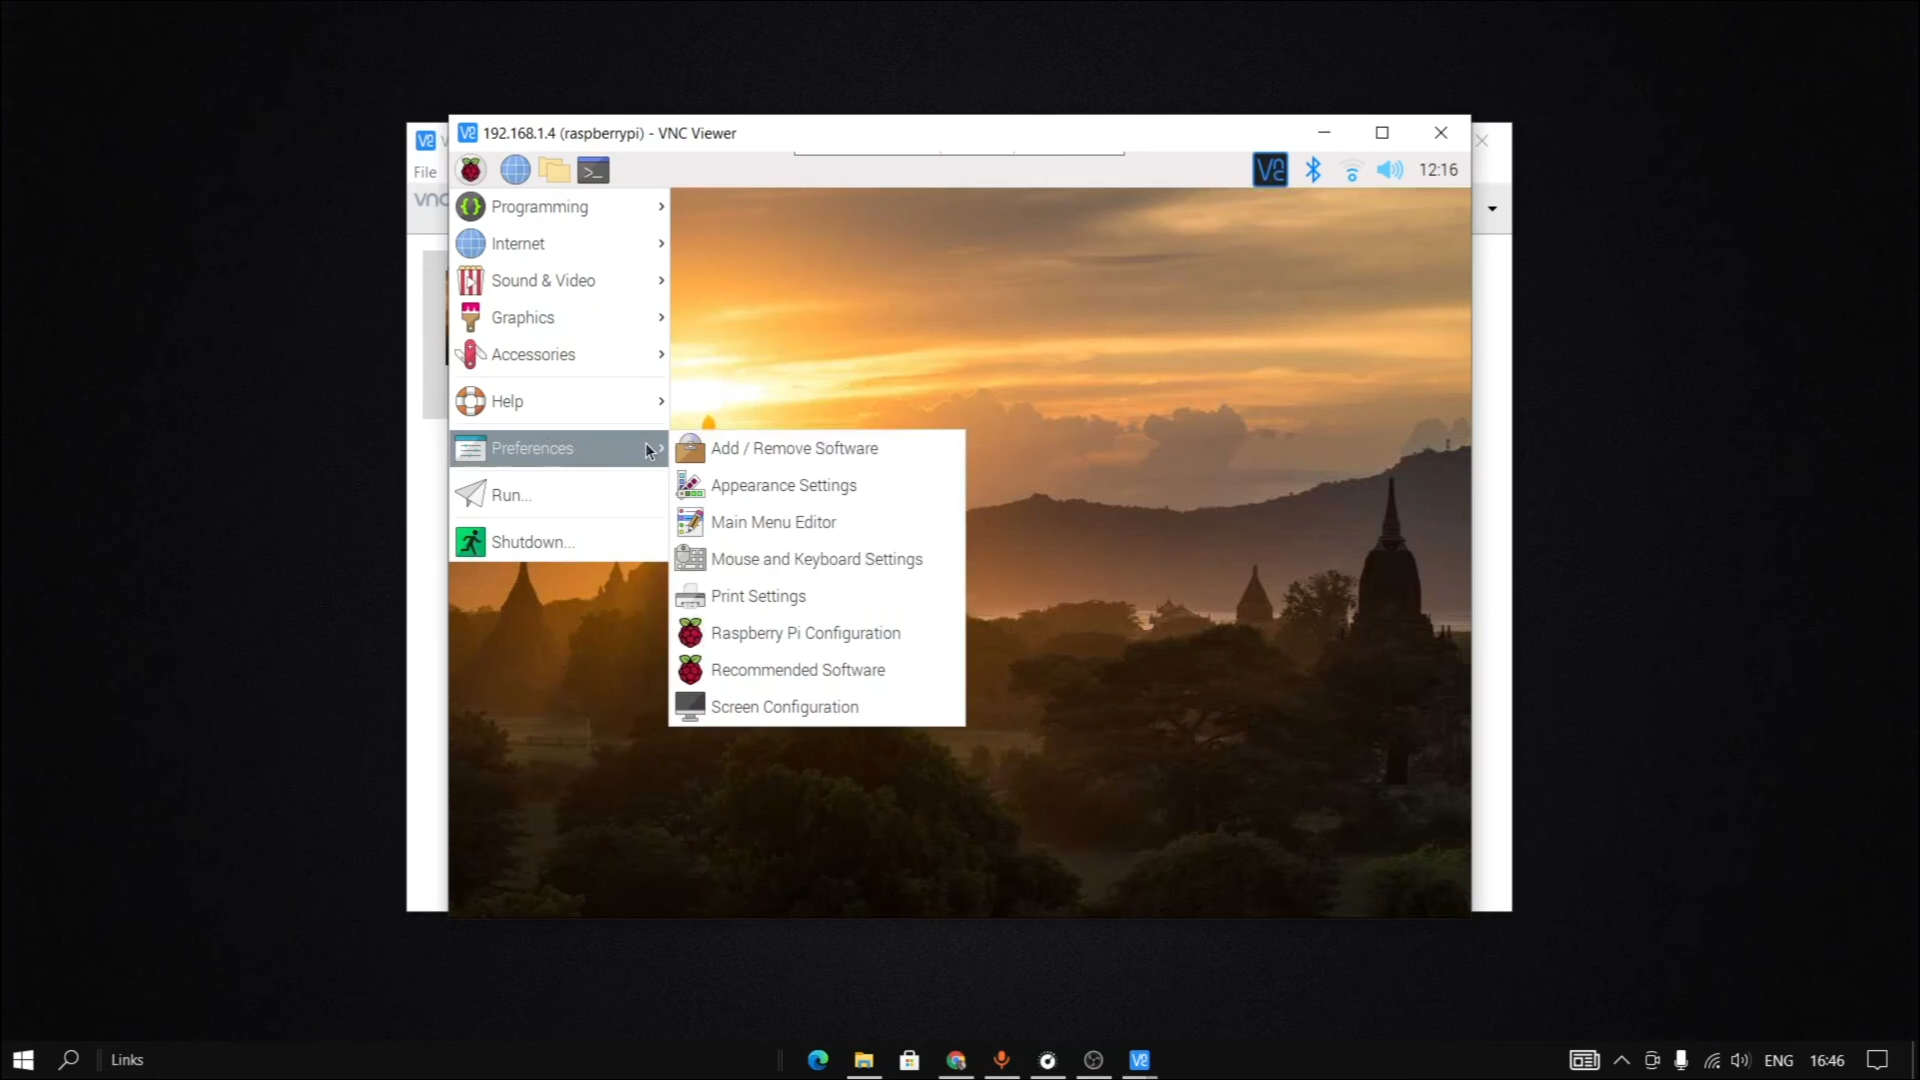 192.168.1.4 (raspberrypi) - VNC Viewer
File
vnc
12:16
Programming
Internet
Sound & Video
Graphics
Accessories
Help
Preferences
Run...
Shutdown...
Add / Remove Software
Appearance Settings
Main Menu Editor
Mouse and Keyboard Settings
Print Settings
Raspberry Pi Configuration
Recommended Software
Screen Configuration
Links
ENG
16:46